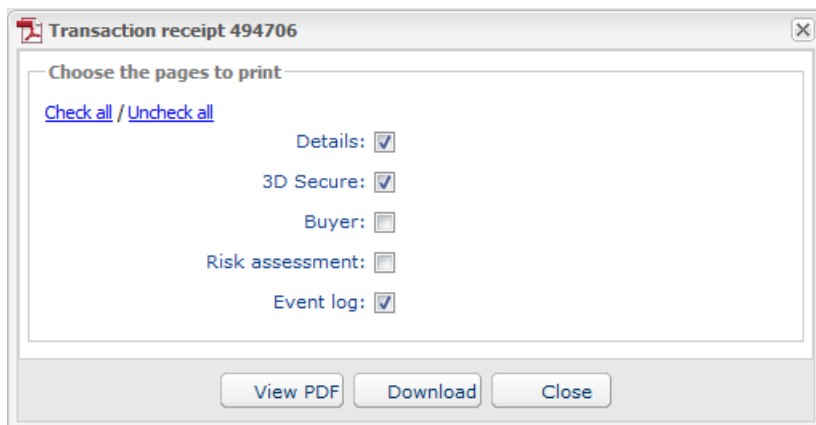 Transaction receipt 494706
Choose the pages to print
Check all / Uncheck all
Details:
3D Secure:
Buyer:
Risk assessment:
Event log:
View PDF Download Close